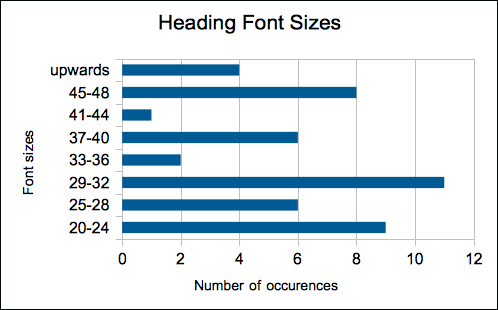 Heading Font Sizes
upwards
45-48
41-44
37-40
33-36
29-32
25-28
20-24
Font sizes
0 2 4 6 8 10 12
Number of occurences